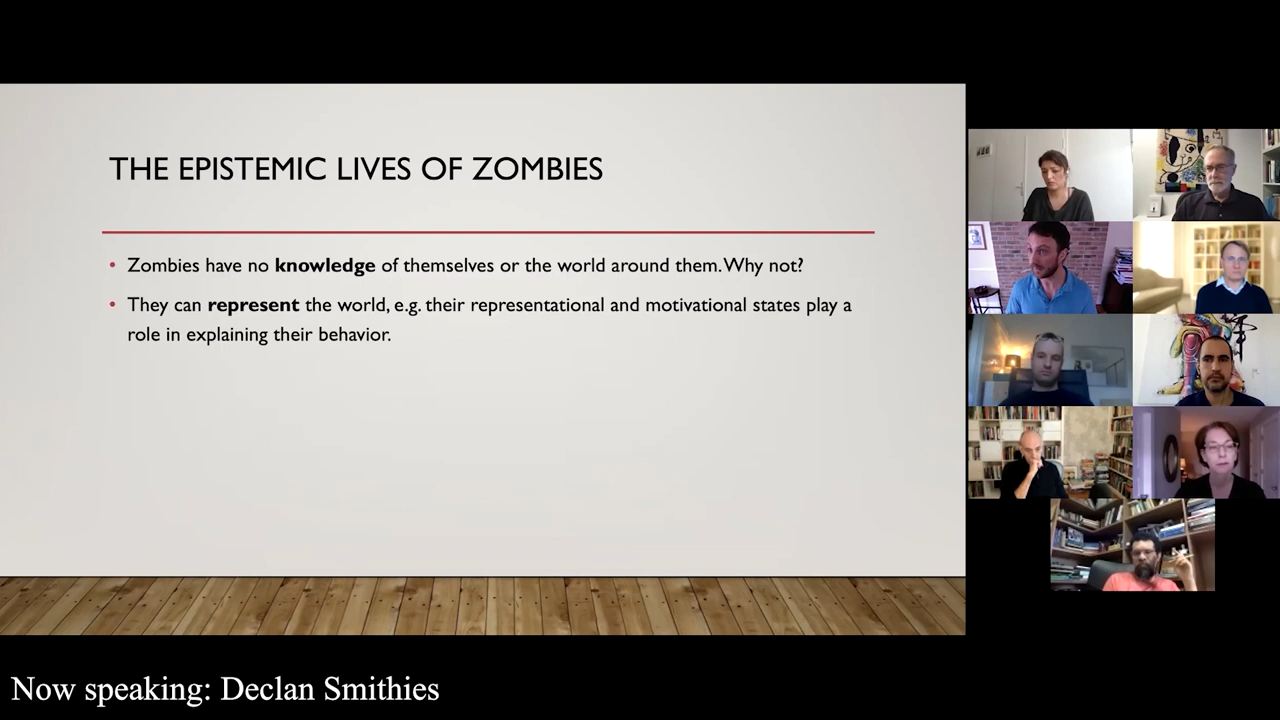 THE EPISTEMIC LIVES OF ZOMBIES
• Zombies have no knowledge of themselves or the world around them. Why not?
• They can represent the world, e.g. their representational and motivational states play a
role in explaining their behavior.
Now speaking: Declan Smithies